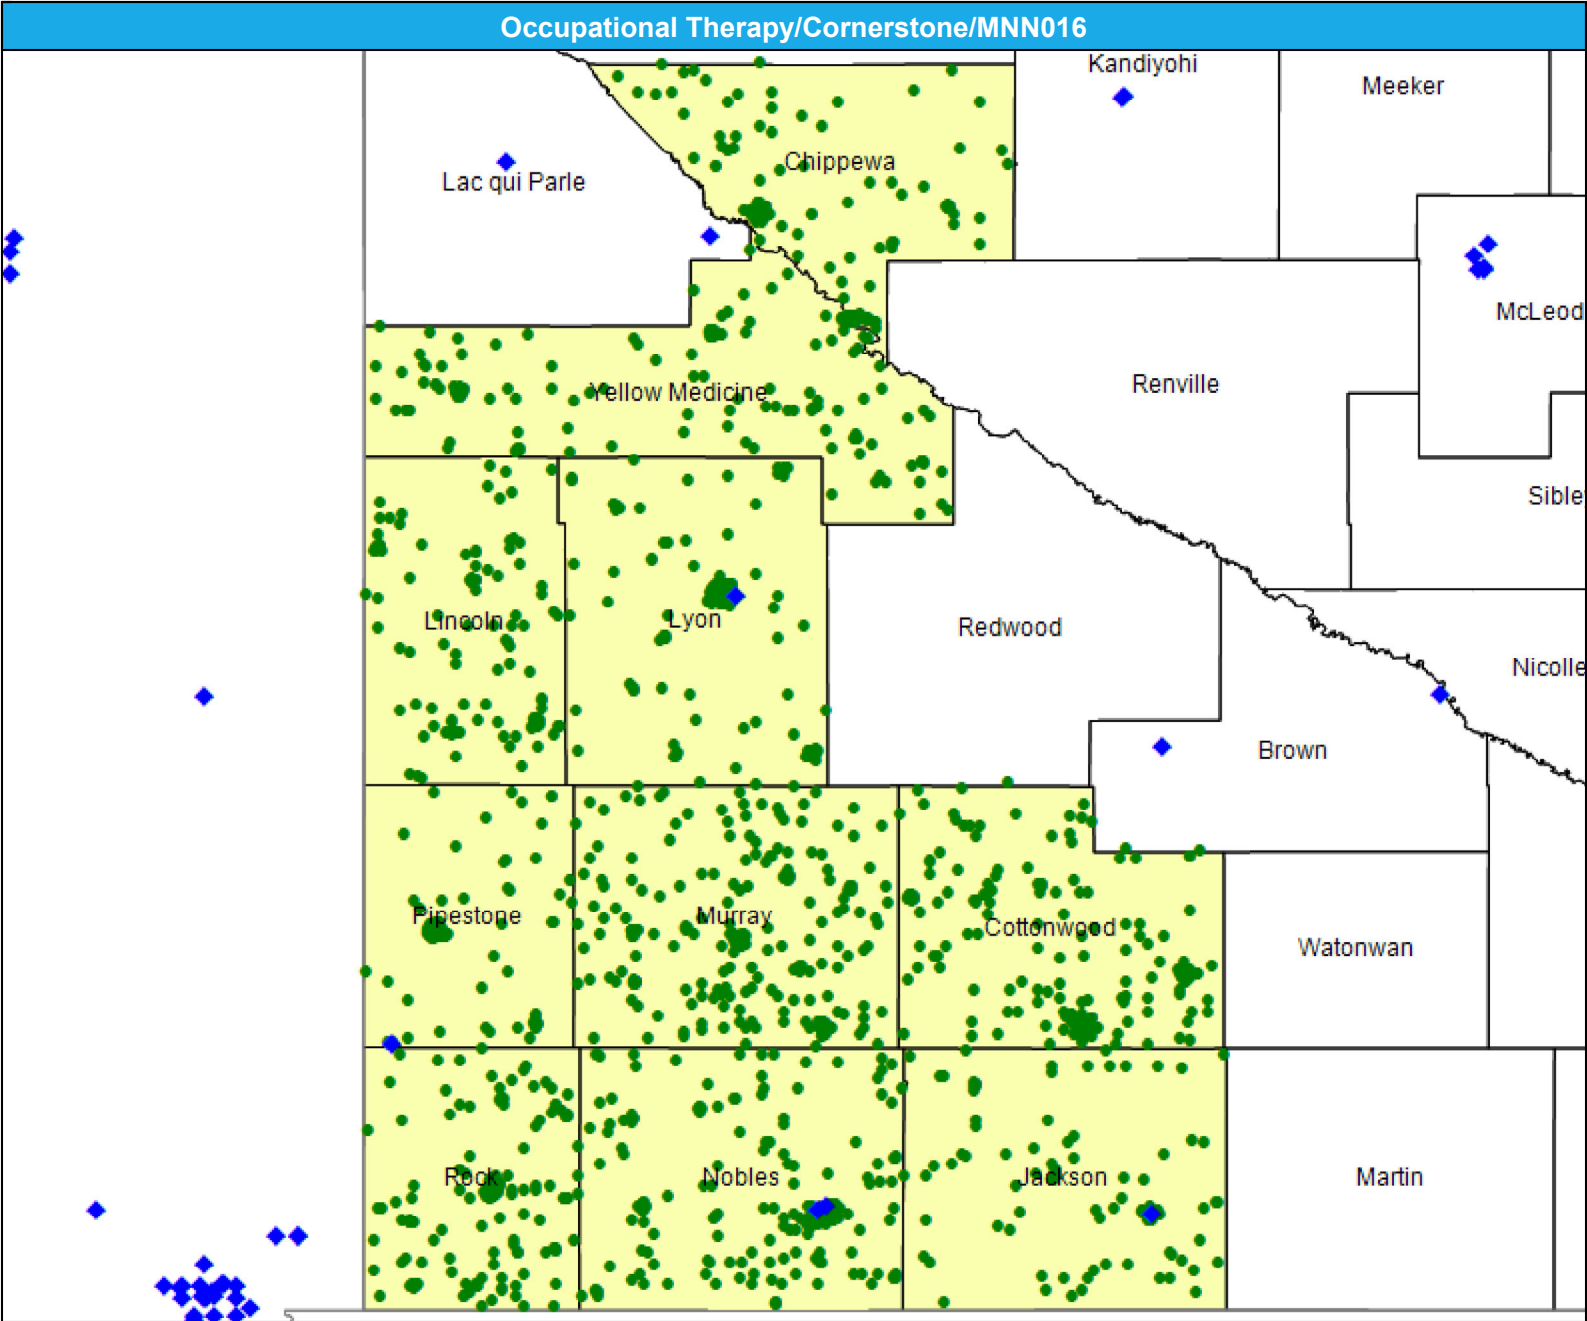 Occupational Therapy/Cornerstone/MNN016
Kandiyohi
Meeker
Chippewa
Lac qui Parle
McLeod
Renville
Yellow Medicine
Sible
Lincoln
Lyon
Redwood
Nicolle
Brown
Pipestone
Murray
Cottonwood
Watonwan
Rock
Nobles
Jackson
Martin